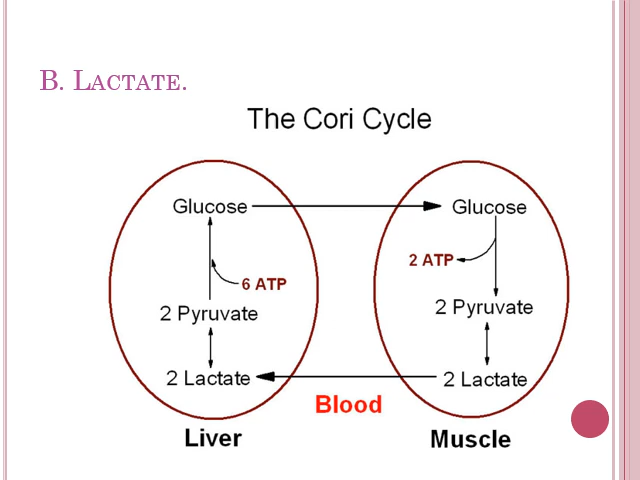 B. LACTATE.
The Cori Cycle
Glucose
Glucose
2 ATP
6 ATP
2 Pyruvate
2 Pyruvate
2 Lactate
2 Lactate
Blood
Liver
Muscle